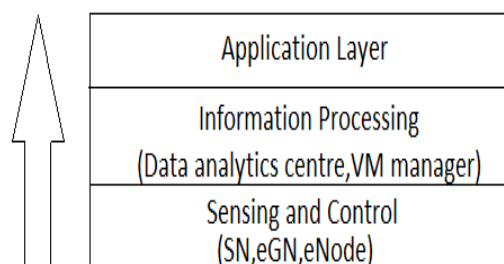 Application Layer
Information Processing
(Data analytics centre,VM manager)
Sensing and Control
(SN,eGN,eNode)